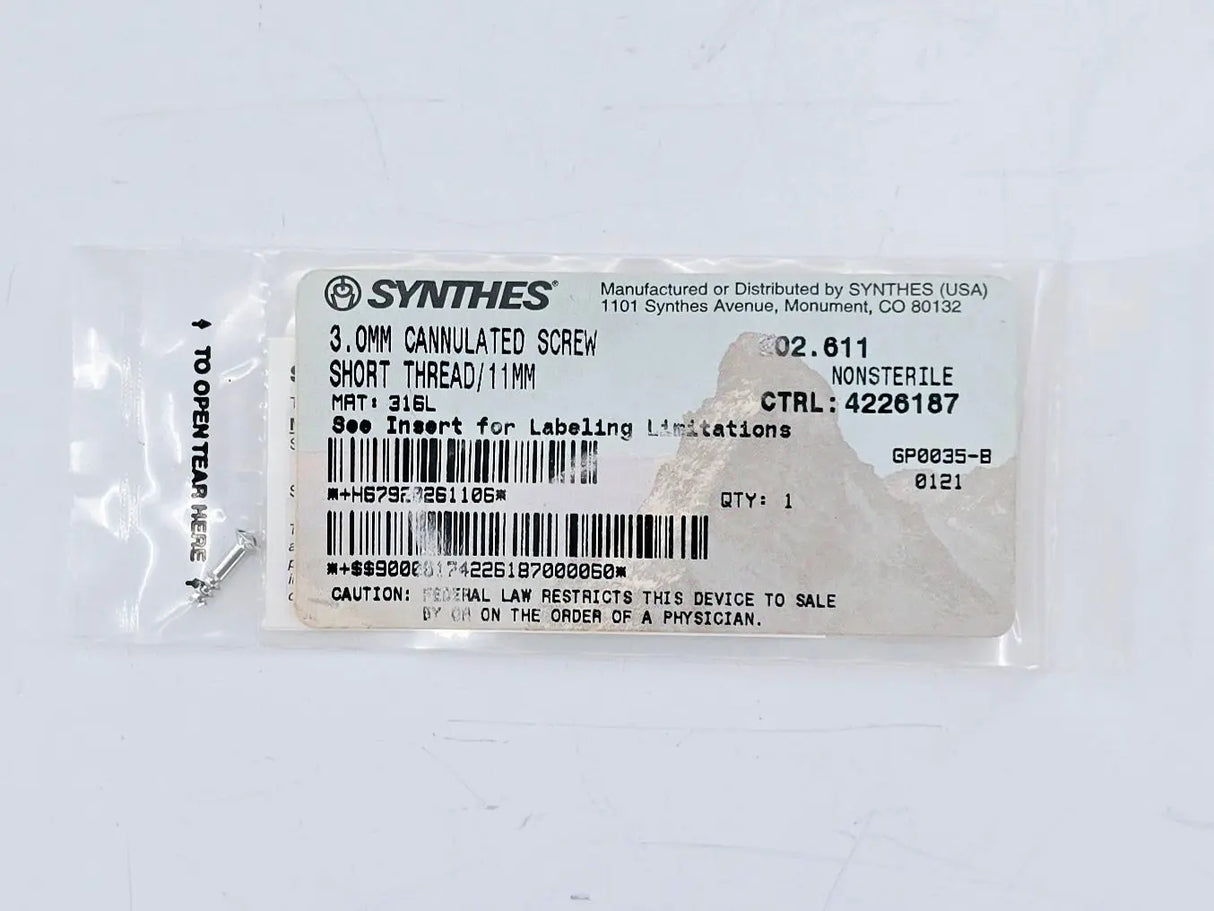 SYNTHES®
Manufactured or Distributed by SYNTHES (USA)
1101 Synthes Avenue, Monument, CO 80132
3.0MM CANNULATED SCREW
SHORT THREAD/11MM
MAT: 316L
See Insert for Labeling Limitations
02.611
NONSTERILE
CTRL: 4226187
GP0035-B
0121
QTY: 1
CAUTION: FEDERAL LAW RESTRICTS THIS DEVICE TO SALE
BY OR ON THE ORDER OF A PHYSICIAN.
TO OPEN TEAR HERE